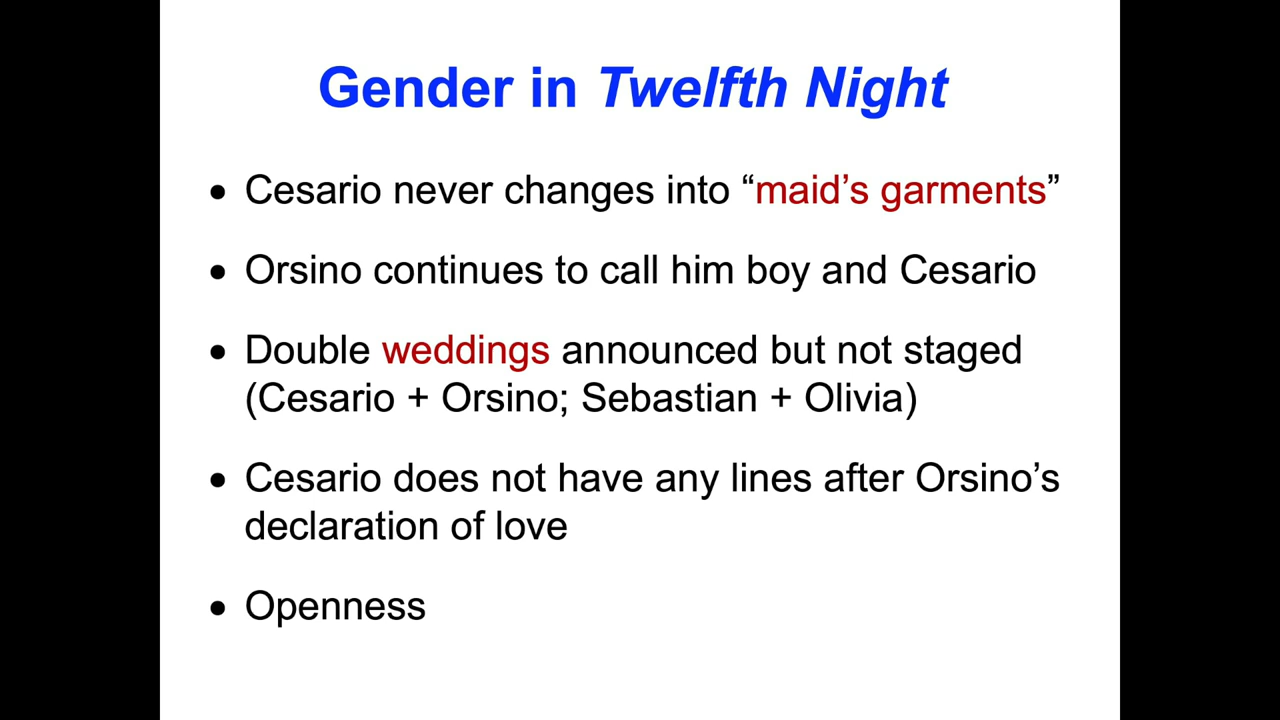 Gender in Twelfth Night
• Cesario never changes into “maid’s garments”
• Orsino continues to call him boy and Cesario
• Double weddings announced but not staged
(Cesario + Orsino; Sebastian + Olivia)
• Cesario does not have any lines after Orsino’s
declaration of love
• Openness